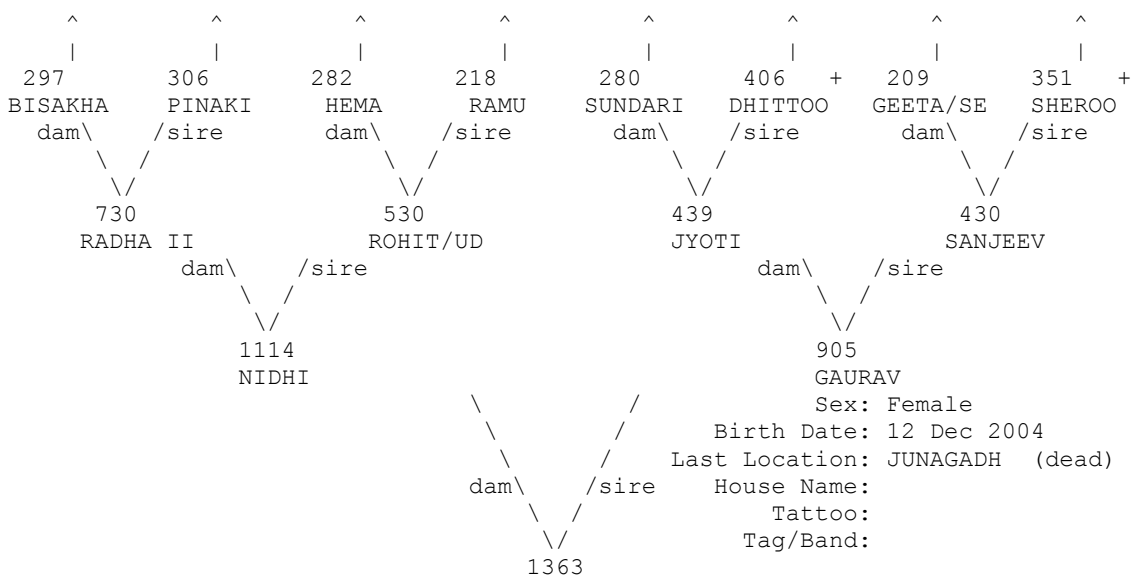 ^ ^ ^ ^ ^ ^ ^ ^
| | | | | | | |
297 306 282 218 280 406 + 209 351 +
BISAKHA PINAKI HEMA RAMU SUNDARI DHITTOO GEETA/SE SHEROO
dam\ /sire dam\ /sire dam\ /sire dam\ /sire
\ / \ / \ / \ /
\/ \/ \/ \/
730 530 439 430
RADHA II ROHIT/UD JYOTI SANJEEV
dam\ /sire dam\ /sire
\ / \ /
\/ \/
1114 905
NIDHI GAURAV
\ / Sex: Female
\ / Birth Date: 12 Dec 2004
\ / Last Location: JUNAGADH (dead)
dam\ /sire House Name:
\ / Tattoo:
\/ Tag/Band:
1363